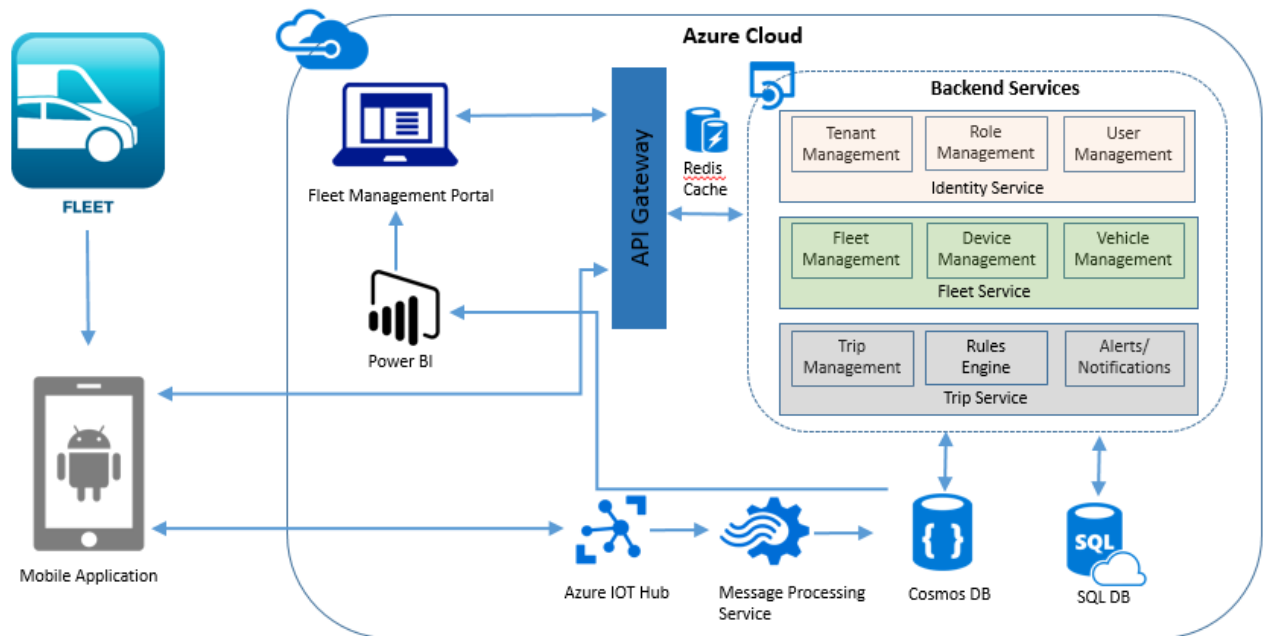 Azure Cloud
FLEET
Fleet Management Portal
API Gateway
Redis
Cache
Backend Services
Tenant
Management
Role
Management
User
Management
Identity Service
Fleet
Management
Device
Management
Vehicle
Management
Fleet Service
Trip
Management
Rules
Engine
Alerts/
Notifications
Trip Service
Power BI
Mobile Application
Azure IOT Hub
Message Processing
Service
{ }
Cosmos DB
SQL
SQL DB